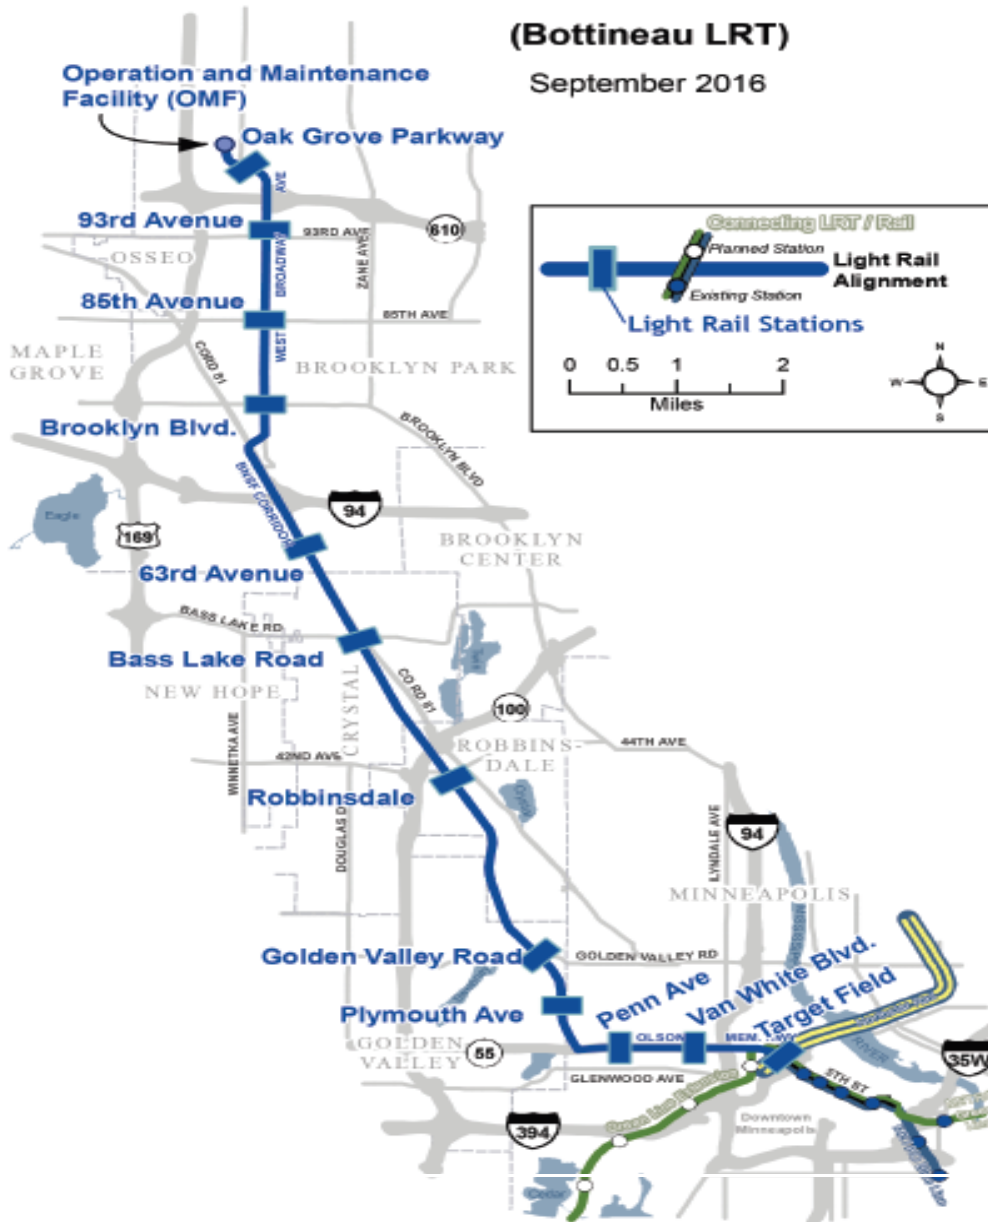 (Bottineau LRT)
September 2016
Operation and Maintenance
Facility (OMF)
Oak Grove Parkway
AVE
93rd Avenue
93RD AVE
610
OSSEO
ZANE AVE
BROADWAY
85th Avenue
85TH AVE
WEST
MAPLE
GROVE
CORD 81
BROOKLYN PARK
Connecting LRT / Rail
Planned Station
Light Rail
Alignment
Existing Station
Light Rail Stations
0 0.5 1 2
Miles
N
W E
S
Brooklyn Blvd.
BROOKLYN BLVD
BNSF CORRIDOR
94
Eagle
169
BROOKLYN
CENTER
63rd Avenue
BASS LAKE RD
Bass Lake Road
NEW HOPE
CRYSTAL
CO RD 81
100
WINNETKA AVE
42ND AVE
ROBBINS-
DALE
44TH AVE
Robbinsdale
DOUGLAS D
LYNDALE AVE
94
MINNEAPOLIS
Golden Valley Road
GOLDEN VALLEY RD
Plymouth Ave
Penn Ave
Van White Blvd.
Target Field
GOLDEN
VALLEY
55
OLSON
MEM
RIVER
35W
GLENWOOD AVE
5TH ST
Green Line Extension
Downtown
Minneapolis
394
Cedar